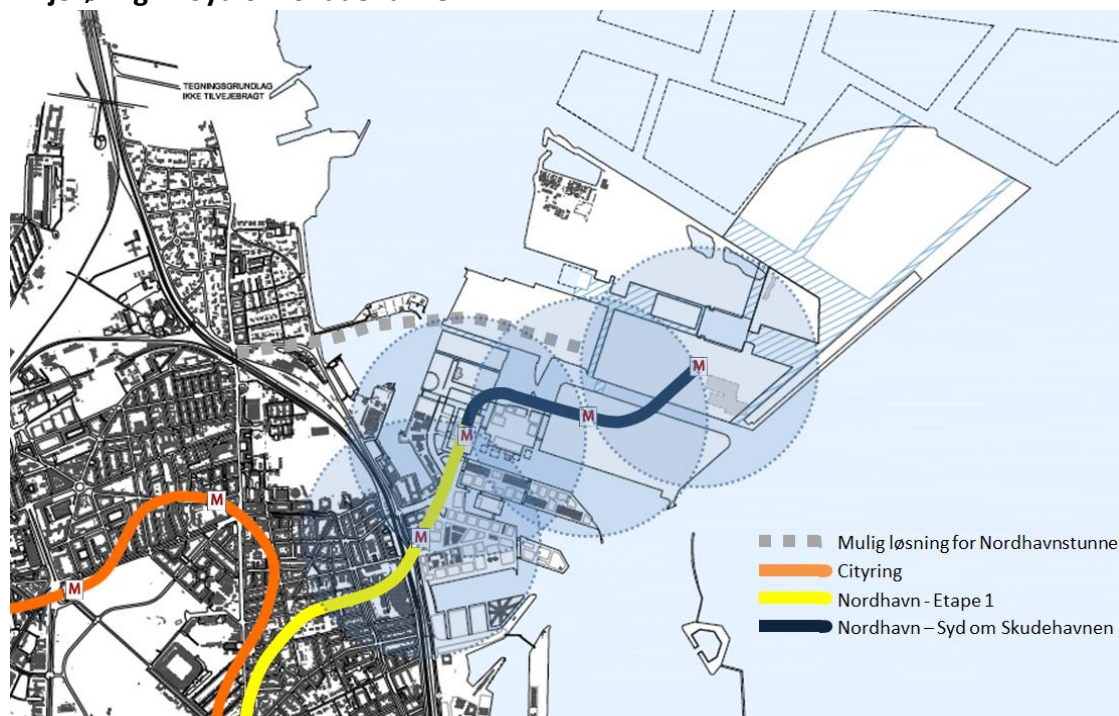 TEGNINGSGRUNDLAG
IKKE TILVEJEBRAGT
M
M
M
M
M
M
Mulig løsning for Nordhavnstunne
Cityring
Nordhavn - Etape 1
Nordhavn – Syd om Skudehavnen